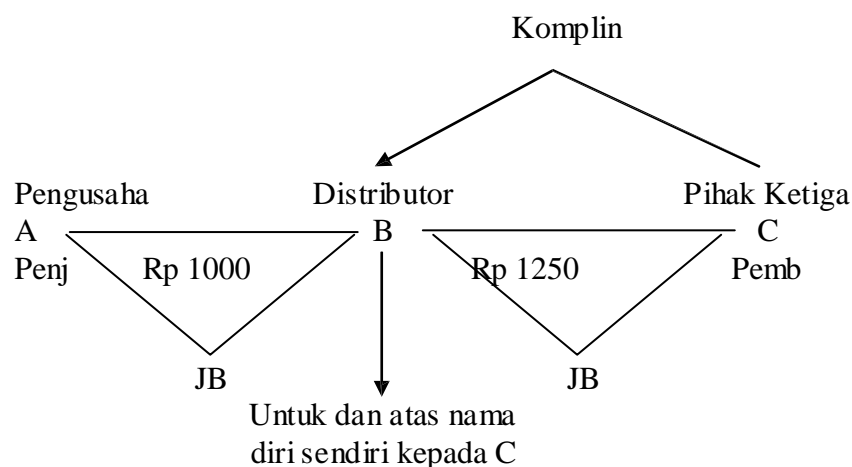 Komplin
Pengusaha Distributor Pihak Ketiga
A B C
Penj Rp 1000 Rp 1250 Pemb
JB JB
Untuk dan atas nama
diri sendiri kepada C